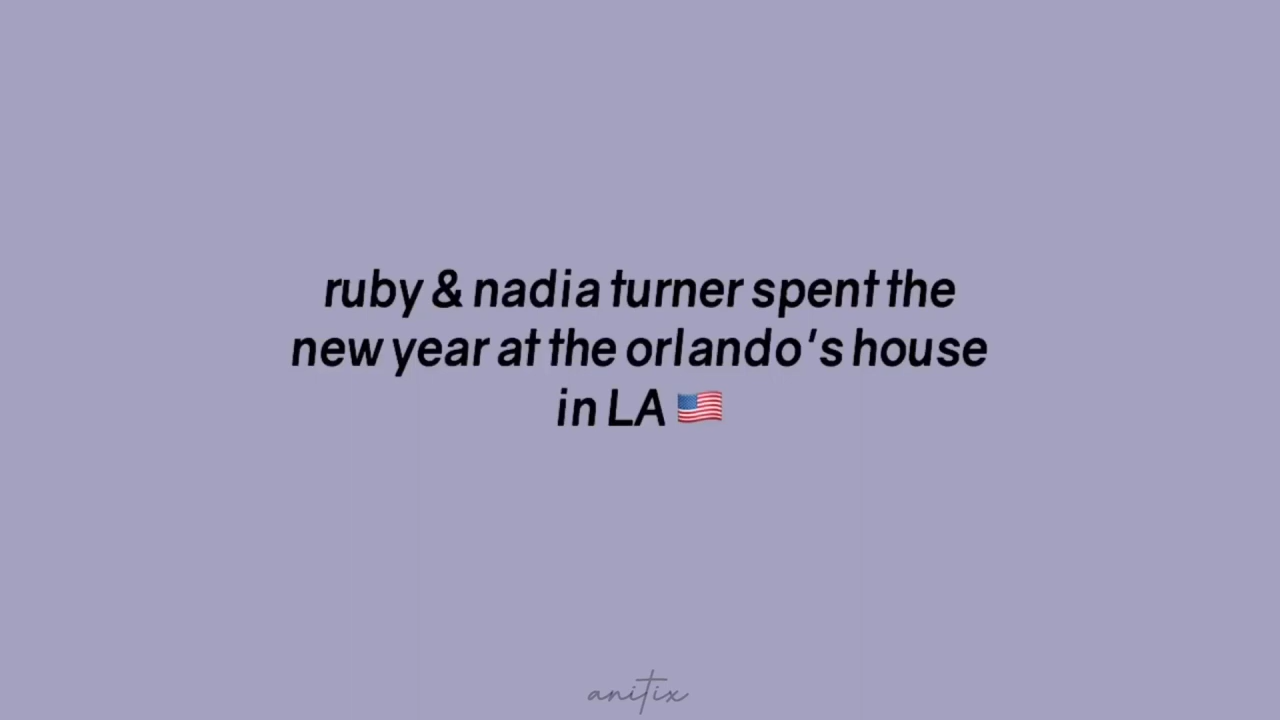 ruby & nadia turner spent the
new year at the orlando's house
in LA 🇺🇸
anitix